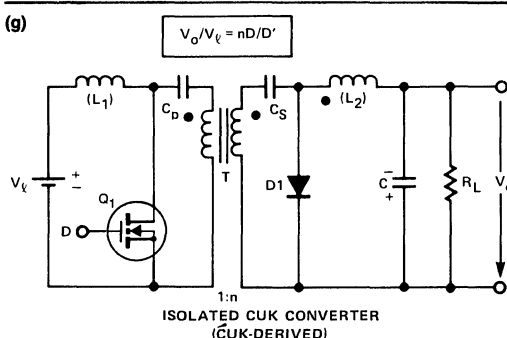 (g)
Vo/Vℓ = nD/D′
(L1)
Cp
CS
(L2)
Vℓ
+
−
Q1
D
T
D1
−
C
+
RL
Vo
1:n
ISOLATED CUK CONVERTER
(ĆUK-DERIVED)